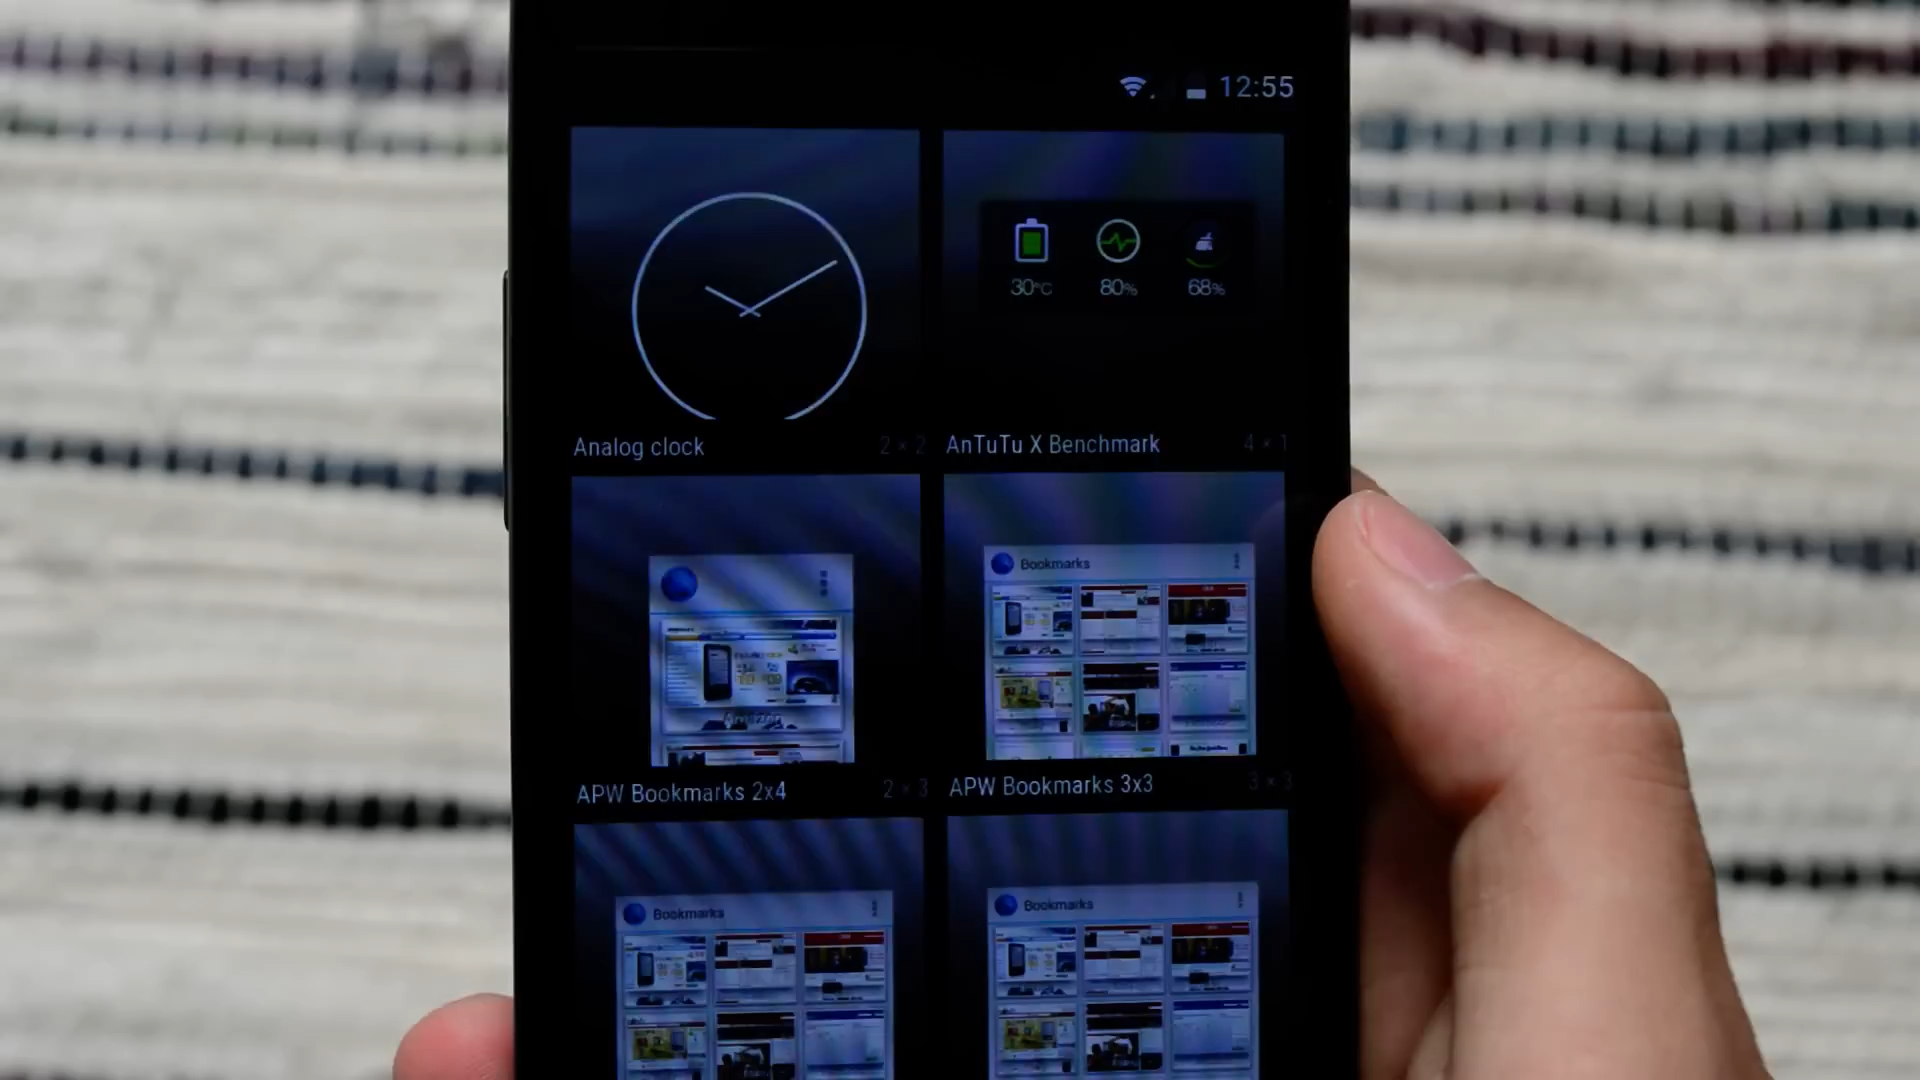 12:55
30°C 80% 68%
Analog clock 2 × 2
AnTuTu X Benchmark 4 × 1
Bookmarks
Amazon
APW Bookmarks 2x4 2 × 3
APW Bookmarks 3x3 3 × 3
Bookmarks
Bookmarks